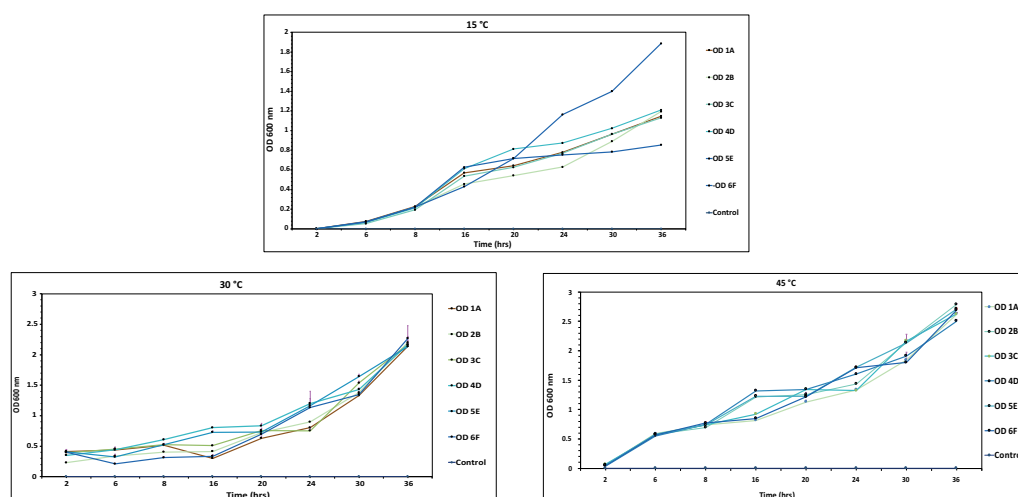 15 °C
2
1.8
1.6
1.4
1.2
1
0.8
0.6
0.4
0.2
0
OD 600 nm
2 6 8 16 20 24 30 36
Time (hrs)
OD 1A
OD 2B
OD 3C
OD 4D
OD 5E
OD 6F
Control
30 °C
3
2.5
2
1.5
1
0.5
0
OD 600 nm
2 6 8 16 20 24 30 36
Time (hrs)
OD 1A
OD 2B
OD 3C
OD 4D
OD 5E
OD 6F
Control
45 °C
3
2.5
2
1.5
1
0.5
0
OD 600 nm
2 6 8 16 20 24 30 36
Time (hrs)
OD 1A
OD 2B
OD 3C
OD 4D
OD 5E
OD 6F
Control